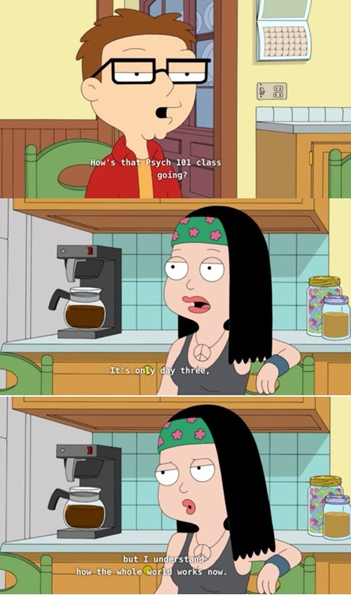 How's that Psych 101 class
going?
It's only day three,
but I understand
how the whole world works now.